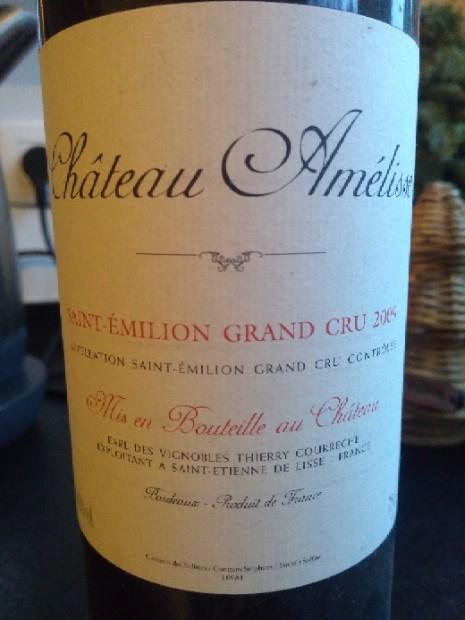 Château Amélisse
SAINT-ÉMILION GRAND CRU
APPELLATION SAINT-ÉMILION GRAND CRU CONTRÔLÉE
Mis en Bouteille au Château
EARL DES VIGNOBLES THIERRY COURRECHE
EXPLOITANT A SAINT-ETIENNE DE LISSE - FRANCE
Bordeaux - Produit de France